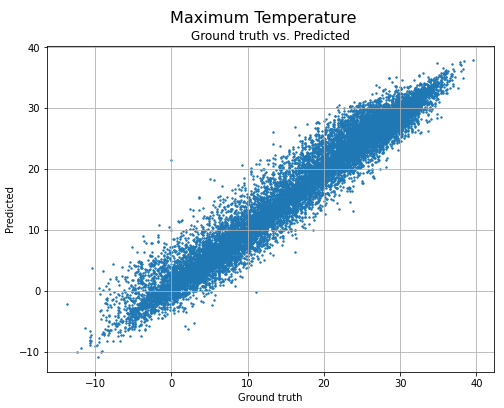 Maximum Temperature
Ground truth vs. Predicted
40
30
20
10
0
−10
Predicted
−10 0 10 20 30 40
Ground truth